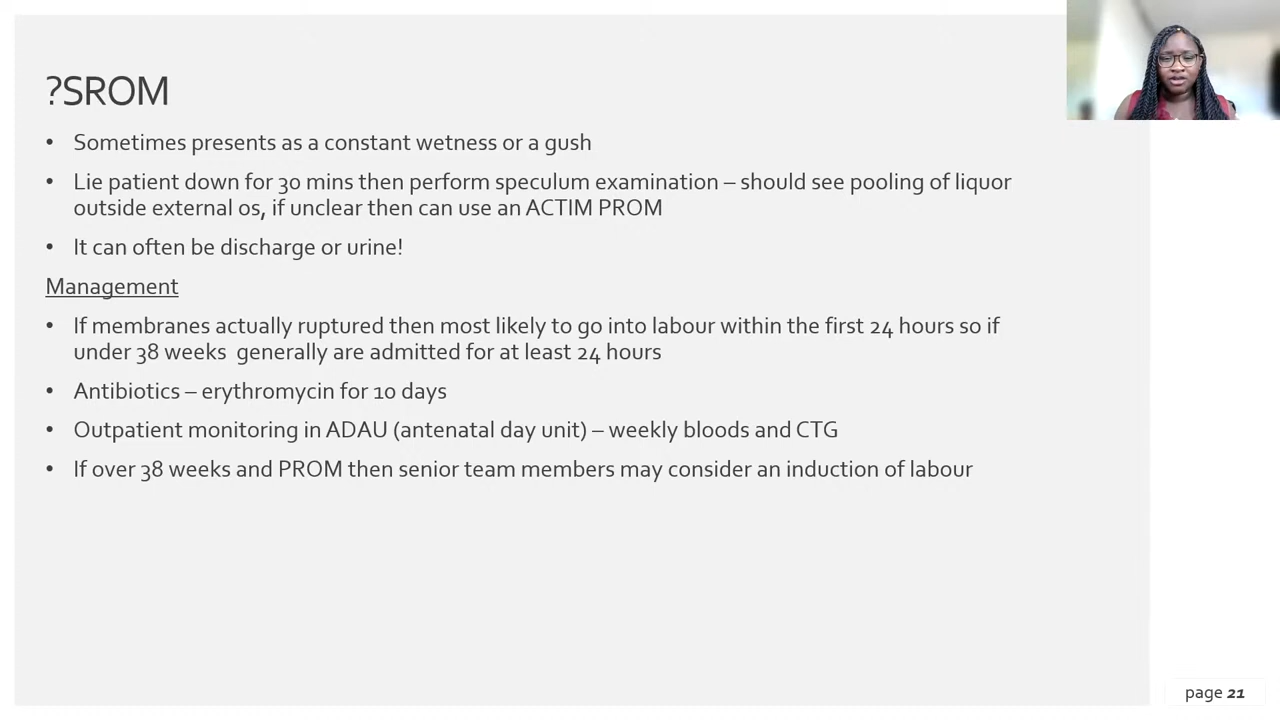 ?SROM
• Sometimes presents as a constant wetness or a gush
• Lie patient down for 30 mins then perform speculum examination – should see pooling of liquor
outside external os, if unclear then can use an ACTIM PROM
• It can often be discharge or urine!
Management
• If membranes actually ruptured then most likely to go into labour within the first 24 hours so if
under 38 weeks  generally are admitted for at least 24 hours
• Antibiotics – erythromycin for 10 days
• Outpatient monitoring in ADAU (antenatal day unit) – weekly bloods and CTG
• If over 38 weeks and PROM then senior team members may consider an induction of labour
page 21